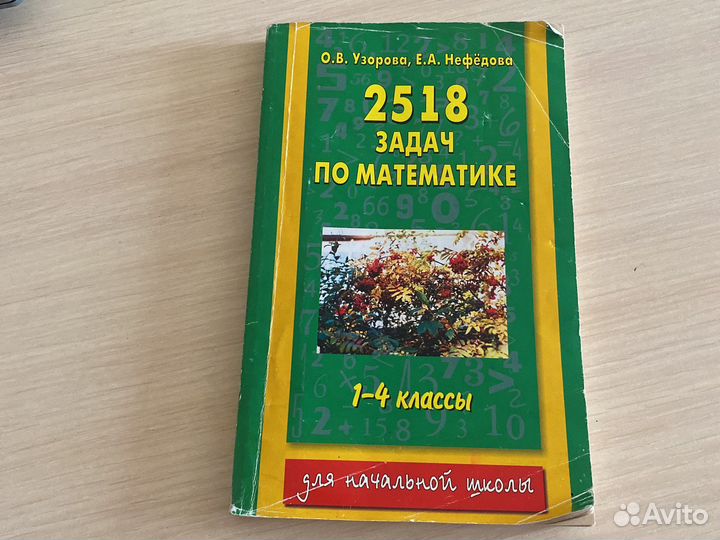 О.В. Узорова, Е.А. Нефёдова
2518
ЗАДАЧ
ПО МАТЕМАТИКЕ
1–4 классы
для начальной школы
Avito